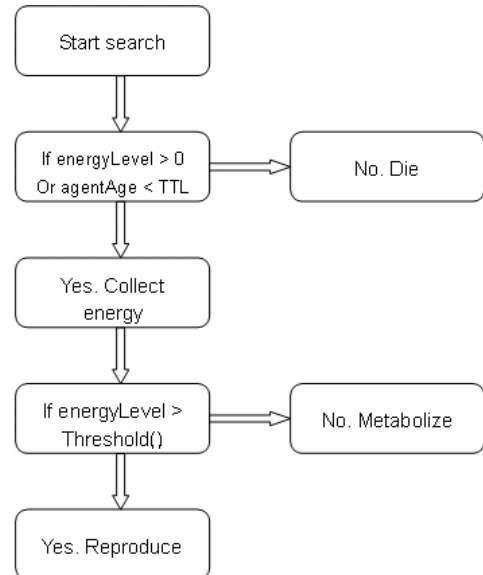 Start search
If energyLevel > 0
Or agentAge < TTL
No. Die
Yes. Collect
energy
If energyLevel >
Threshold()
No. Metabolize
Yes. Reproduce